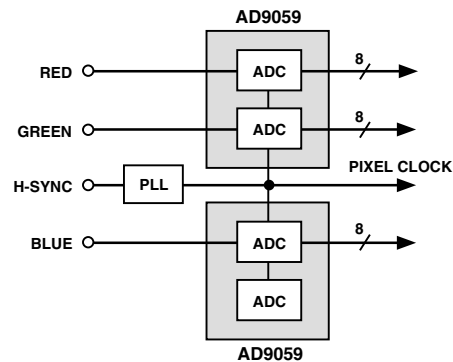 AD9059
RED
ADC
8
GREEN
ADC
8
PIXEL CLOCK
H-SYNC
PLL
BLUE
ADC
8
ADC
AD9059